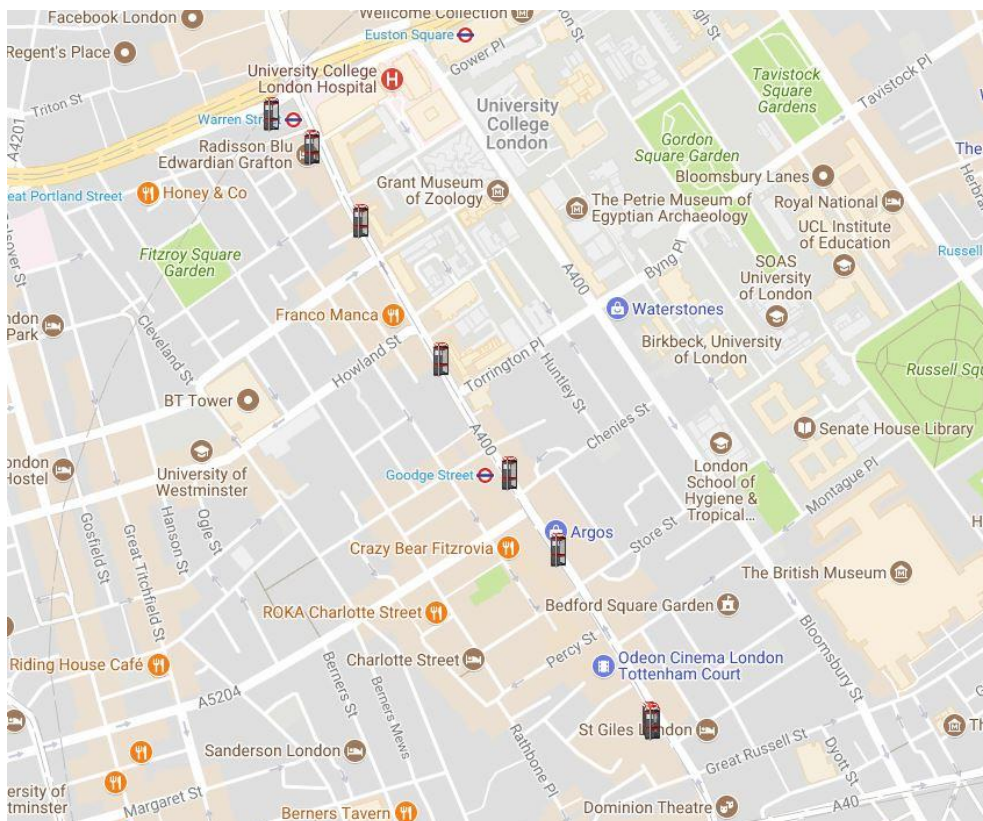 Facebook London
Wellcome Collection
Euston Square
Regent's Place
Gower Pl
University College
London Hospital
Tavistock
Square
Gardens
Tavistock Pl
Triton St
A4201
Warren
University
College
London
Radisson Blu
Edwardian Grafton
Gordon
Square Garden
Bloomsbury Lanes
Portland Street
Honey & Co
Grant Museum
of Zoology
The Petrie Museum of
Egyptian Archaeology
Royal National
UCL Institute
of Education
Fitzroy Square
Garden
Byng Pl
SOAS
University
of London
Russell
A400
Franco Manca
Waterstones
Park
Birkbeck, University
of London
Cleveland St
Howland St
Torrington Pl
Huntley St
Russell
BT Tower
A400
Chenies St
Senate House Library
Hostel
University of
Westminster
Goodge Street
London
School of
Hygiene &
Tropical...
Montague Pl
Gosfield St
Great Titchfield St
Hanson St
Ogle St
Argos
Store St
Crazy Bear Fitzrovia
The British Museum
ROKA Charlotte Street
Bedford Square Garden
Riding House Café
Charlotte Street
Percy St
Odeon Cinema London
Tottenham Court
Bloomsbury St
A5204
Berners St
Berners Mews
Sanderson London
Rathbone Pl
St Giles London
Great Russell St
Dyott St
Margaret St
Berners Tavern
Dominion Theatre
A40